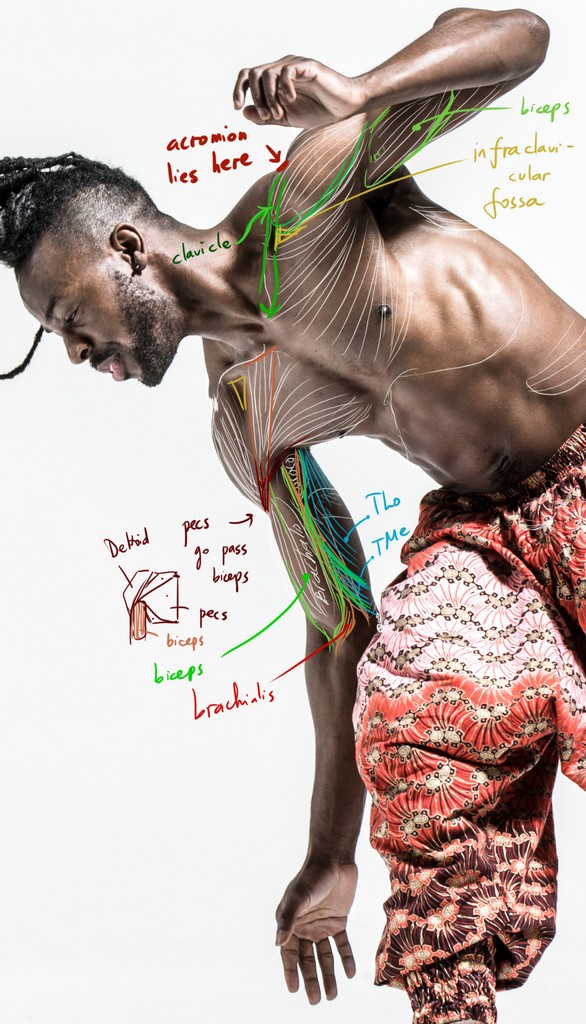 biceps
acromion
lies here
infraclavi-
cular
fossa
clavicle
TLo
TMe
Deltoid
pecs
go pass
biceps
pecs
biceps
biceps
brachialis